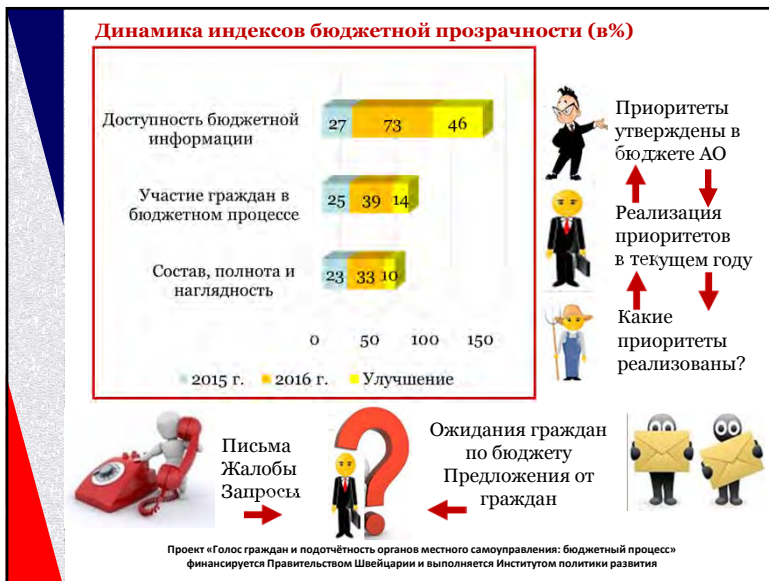 Динамика индексов бюджетной прозрачности (в%)
Доступность бюджетной
информации
27 73 46
Участие граждан в
бюджетном процессе
25 39 14
Состав, полнота и
наглядность
23 33 10
0 50 100 150
2015 г. 2016 г. Улучшение
Приоритеты
утверждены в
бюджете АО
Реализация
приоритетов
в текущем году
Какие
приоритеты
реализованы?
Письма
Жалобы
Запросы
Ожидания граждан
по бюджету
Предложения от
граждан
Проект «Голос граждан и подотчётность органов местного самоуправления: бюджетный процесс»
финансируется Правительством Швейцарии и выполняется Институтом политики развития